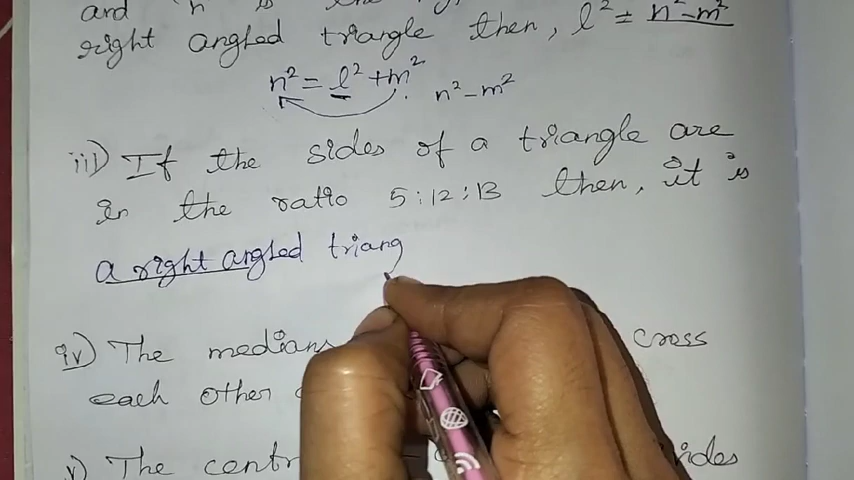 and 'n' is the
right angled triangle then, l² = n²-m²
n² = l² + m²
n² - m²
iii) If the sides of a triangle are
in the ratio 5:12:13 then, it is
a right angled triang
iv) The medians cross
each other
v) The